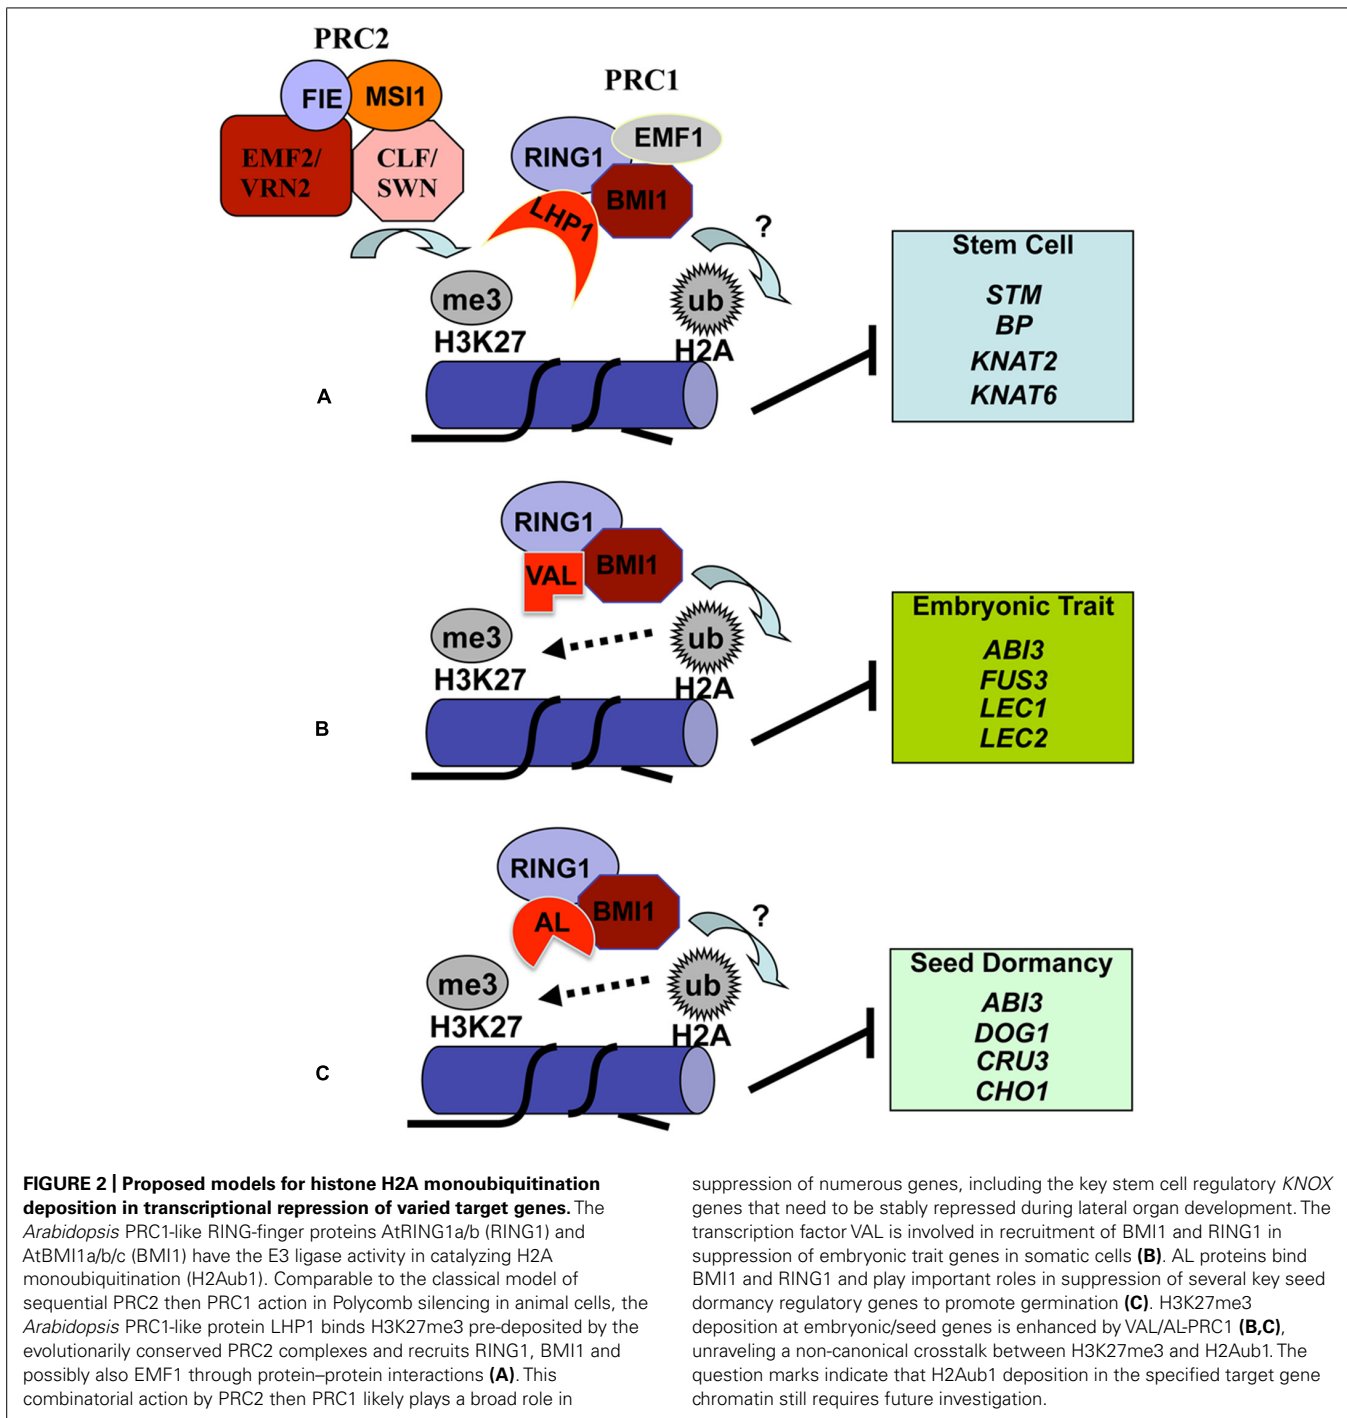 PRC2
FIE
MSI1
EMF2/
VRN2
CLF/
SWN
PRC1
RING1
EMF1
BMI1
LHP1
?
me3
H3K27
ub
H2A
A
Stem Cell
STM
BP
KNAT2
KNAT6
RING1
VAL
BMI1
me3
H3K27
ub
H2A
B
Embryonic Trait
ABI3
FUS3
LEC1
LEC2
RING1
AL
BMI1
?
me3
H3K27
ub
H2A
C
Seed Dormancy
ABI3
DOG1
CRU3
CHO1
FIGURE 2 | Proposed models for histone H2A monoubiquitination
deposition in transcriptional repression of varied target genes. The
Arabidopsis PRC1-like RING-finger proteins AtRING1a/b (RING1) and
AtBMI1a/b/c (BMI1) have the E3 ligase activity in catalyzing H2A
monoubiquitination (H2Aub1). Comparable to the classical model of
sequential PRC2 then PRC1 action in Polycomb silencing in animal cells, the
Arabidopsis PRC1-like protein LHP1 binds H3K27me3 pre-deposited by the
evolutionarily conserved PRC2 complexes and recruits RING1, BMI1 and
possibly also EMF1 through protein–protein interactions (A). This
combinatorial action by PRC2 then PRC1 likely plays a broad role in
suppression of numerous genes, including the key stem cell regulatory KNOX
genes that need to be stably repressed during lateral organ development. The
transcription factor VAL is involved in recruitment of BMI1 and RING1 in
suppression of embryonic trait genes in somatic cells (B). AL proteins bind
BMI1 and RING1 and play important roles in suppression of several key seed
dormancy regulatory genes to promote germination (C). H3K27me3
deposition at embryonic/seed genes is enhanced by VAL/AL-PRC1 (B,C),
unraveling a non-canonical crosstalk between H3K27me3 and H2Aub1. The
question marks indicate that H2Aub1 deposition in the specified target gene
chromatin still requires future investigation.